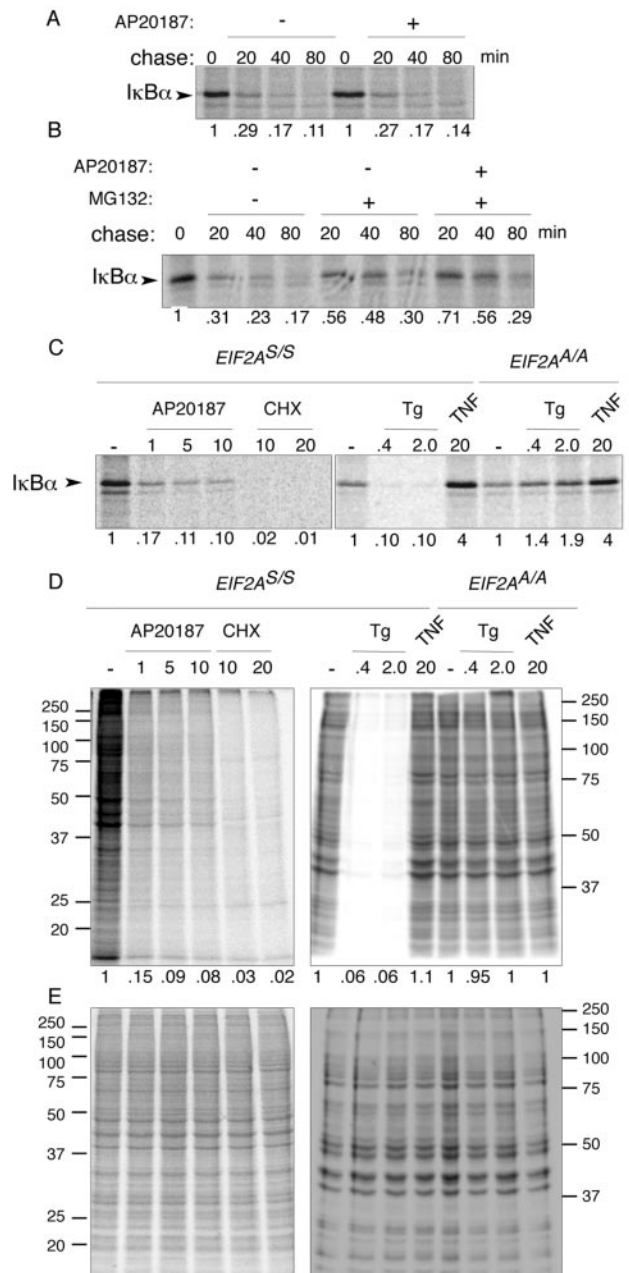 A
AP20187: - +
chase: 0 20 40 80 0 20 40 80 min
IκBα
1 .29 .17 .11 1 .27 .17 .14
B
AP20187: - - +
MG132: - + +
chase: 0 20 40 80 20 40 80 20 40 80 min
IκBα
1 .31 .23 .17 .56 .48 .30 .71 .56 .29
C
EIF2A^S/S EIF2A^A/A
AP20187 CHX Tg TNF Tg TNF
- 1 5 10 10 20 - .4 2.0 20 - .4 2.0 20
IκBα
1 .17 .11 .10 .02 .01 1 .10 .10 4 1 1.4 1.9 4
D
EIF2A^S/S EIF2A^A/A
AP20187 CHX Tg TNF Tg TNF
- 1 5 10 10 20 - .4 2.0 20 - .4 2.0 20
250 250
150 150
100 100
75 75
50 50
37 37
25
20
1 .15 .09 .08 .03 .02 1 .06 .06 1.1 1 .95 1 1
E
250 250
150 150
100 100
75 75
50 50
37 37
25
20